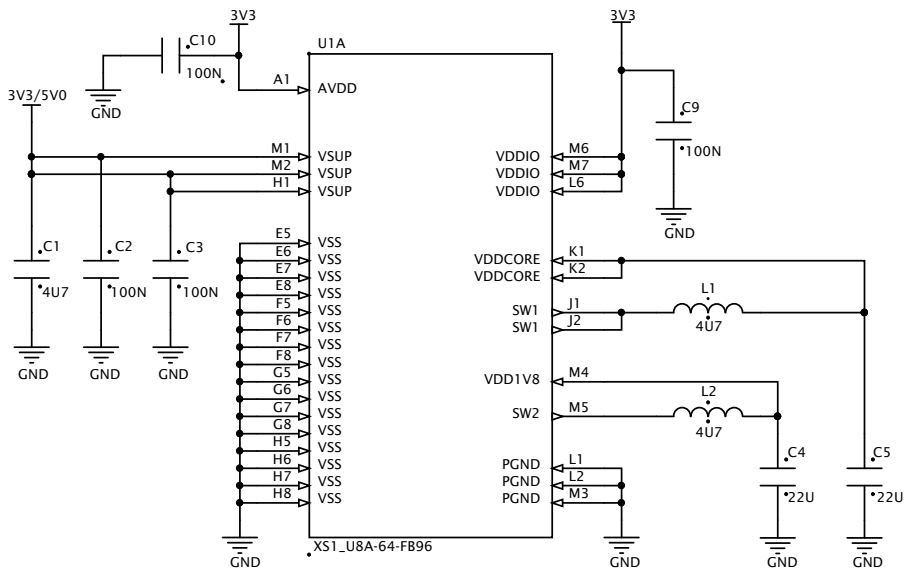 3V3
C10
100N
GND
A1
AVDD
U1A
3V3/5V0
M1
VSUP
M2
VSUP
H1
VSUP
C1
4U7
GND
C2
100N
GND
C3
100N
GND
E5
VSS
E6
VSS
E7
VSS
E8
VSS
F5
VSS
F6
VSS
F7
VSS
F8
VSS
G5
VSS
G6
VSS
G7
VSS
G8
VSS
H5
VSS
H6
VSS
H7
VSS
H8
VSS
GND
XS1_U8A-64-FB96
3V3
C9
100N
GND
VDDIO
M6
VDDIO
M7
VDDIO
L6
VDDCORE
K1
VDDCORE
K2
SW1
J1
SW1
J2
L1
4U7
VDD1V8
M4
SW2
M5
L2
4U7
PGND
L1
PGND
L2
PGND
M3
GND
C4
22U
GND
C5
22U
GND